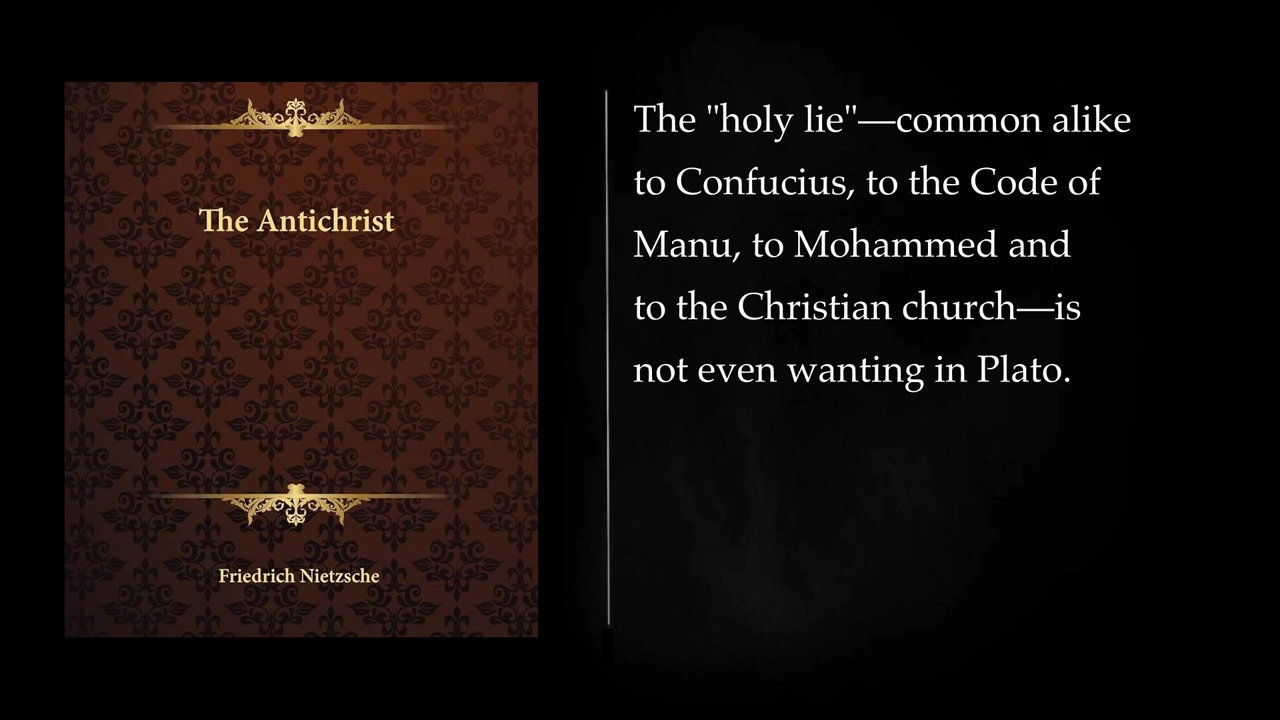 The Antichrist
Friedrich Nietzsche
The "holy lie"—common alike
to Confucius, to the Code of
Manu, to Mohammed and
to the Christian church—is
not even wanting in Plato.